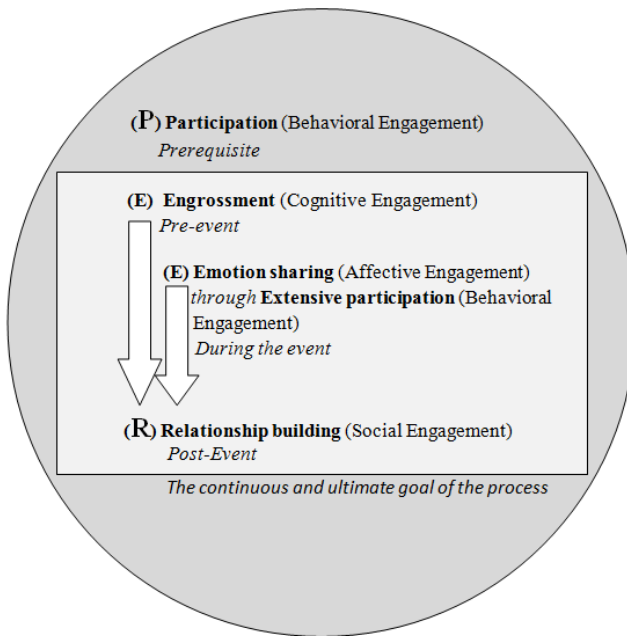 (P) Participation (Behavioral Engagement)
Prerequisite
(E) Engrossment (Cognitive Engagement)
Pre-event
(E) Emotion sharing (Affective Engagement)
through Extensive participation (Behavioral
Engagement)
During the event
(R) Relationship building (Social Engagement)
Post-Event
The continuous and ultimate goal of the process